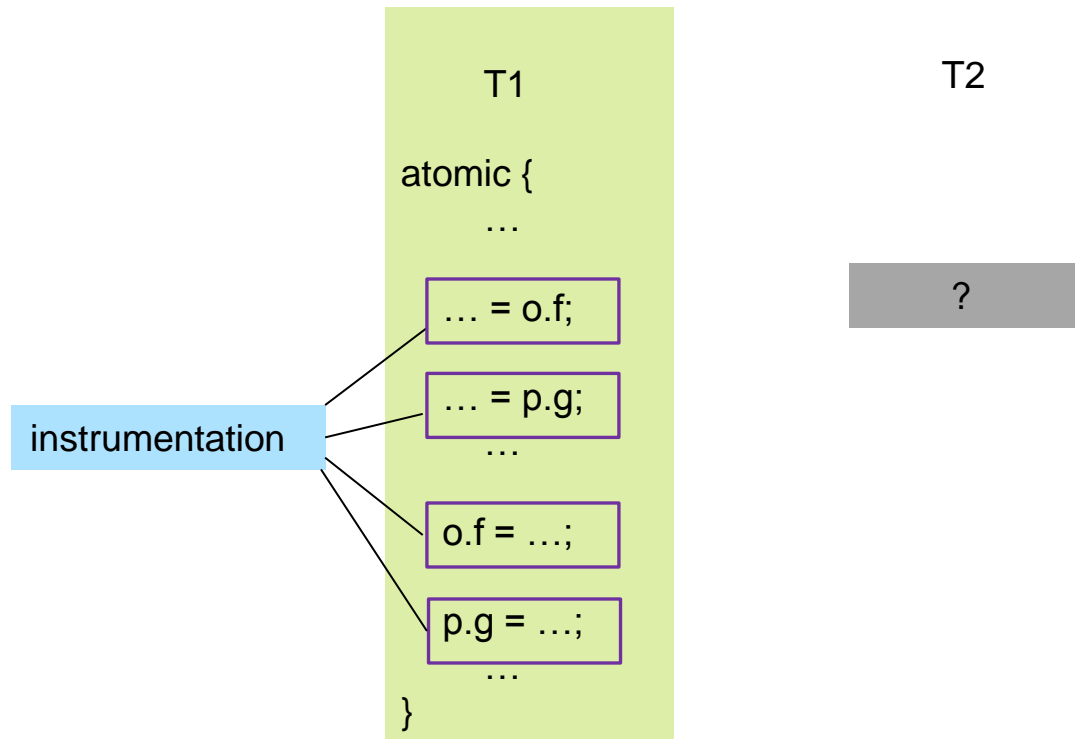 T1
T2
atomic {
…
… = o.f;
?
… = p.g;
instrumentation
…
o.f = …;
p.g = …;
…
}